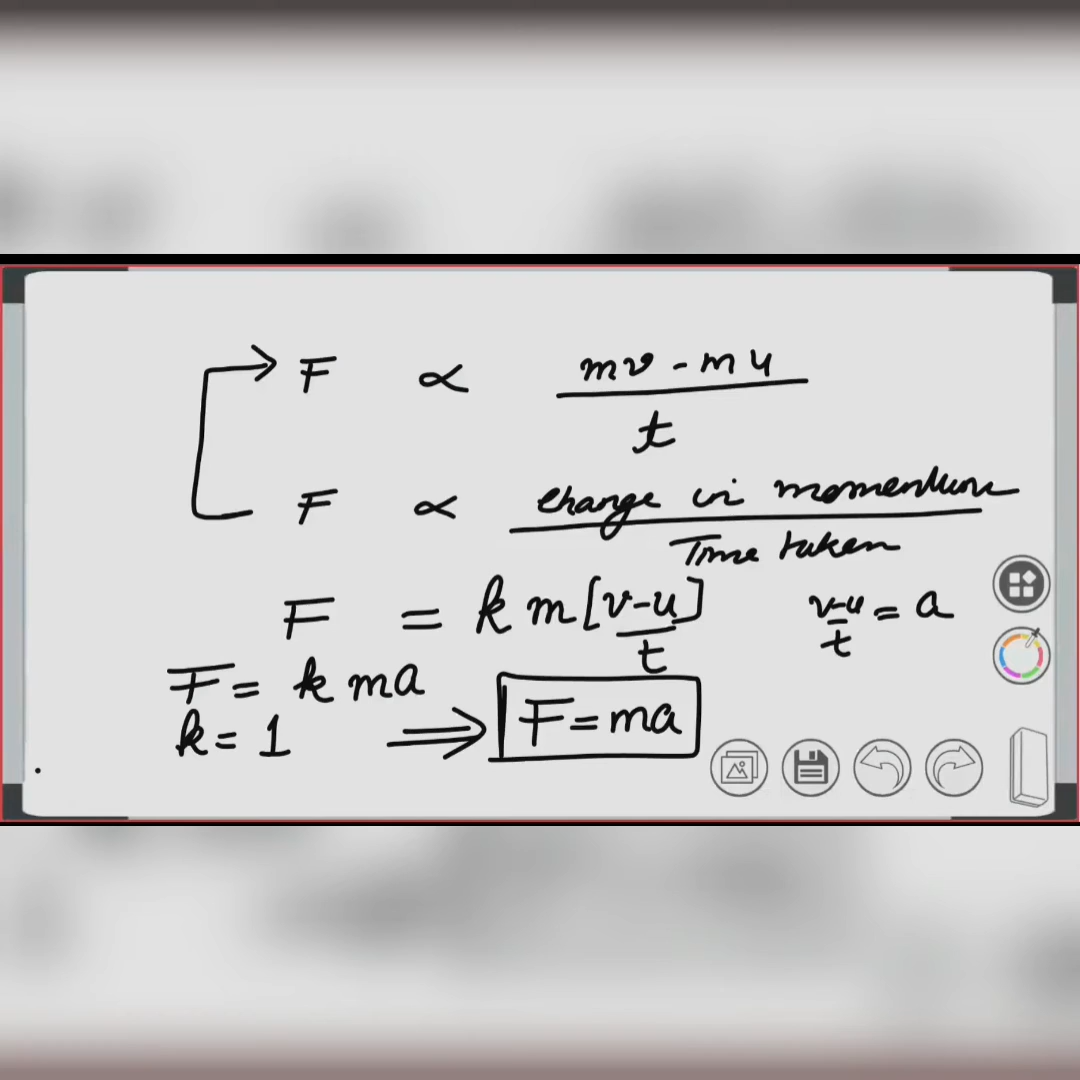 F ∝ mv - mu / t
F ∝ change in momentum / Time taken
F = k m [v-u / t]    v-u / t = a
F = k ma
k = 1 ⟹ F = ma